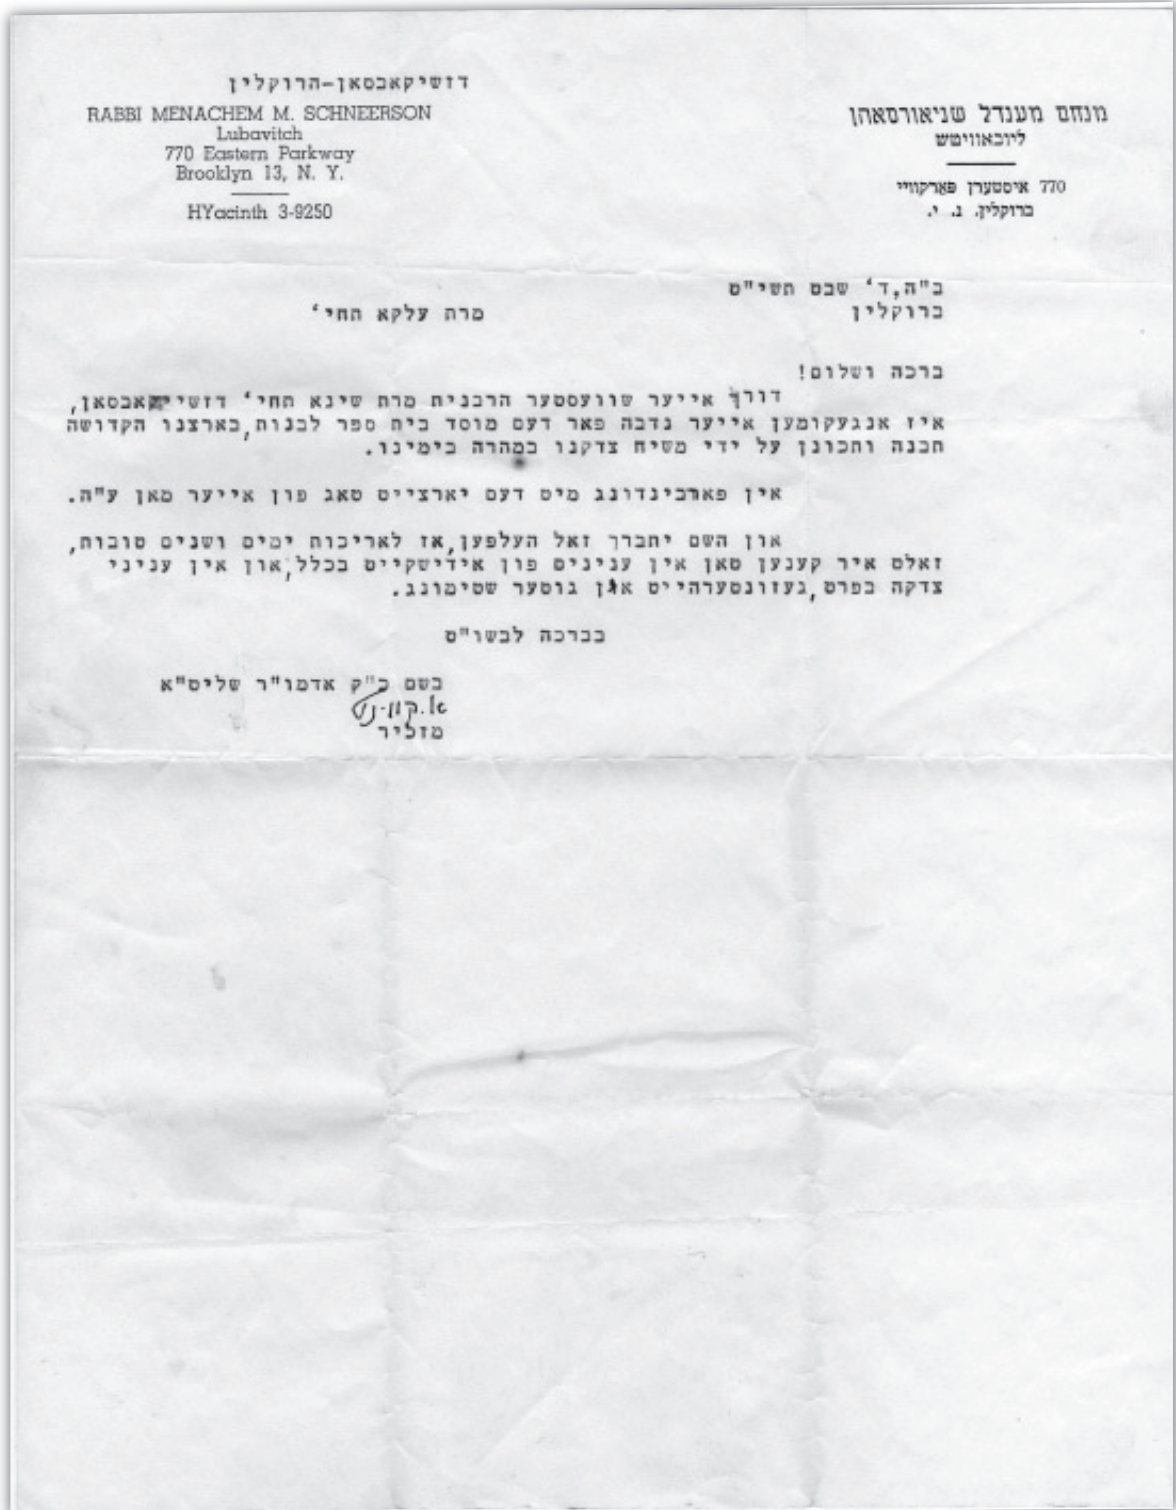 דזשיקאבסאן-הרוקלין
RABBI MENACHEM M. SCHNEERSON
Lubavitch
770 Eastern Parkway
Brooklyn 13, N. Y.
HYacinth 3-9250
מנחם מענדל שניאורסאהן
ליובאוויטש
770 איסטערן פּאַרקוויי
ברוקלין. נ. י.
ב"ה,ד' שבט תשי"ט
ברוקלין
מרת עלקא תחי'
ברכה ושלום!
דורך אייער שוועסטער הרבנית מרת שינא תחי' דזשייקאבסאן,
איז אנגעקומען אייער נדבה פאר דעם מוסד בית ספר לבנות,בארצנו הקדושה
תבנה ותכונן על ידי משיח צדקנו במהרה בימינו.
אין פארבינדונג מיט דעם יארצייט טאג פון אייער מאן ע"ה.
און השם יתברך זאל העלפען,אז לאריכות ימים ושנים טובות,
זאלט איר קענען טאן אין ענינים פון אידישקייט בכלל,און אין עניני
צדקה בפרט,געזונטערהייט און גוטער שטימונג.
בברכה לבשו"ט
בשם כ"ק אדמו"ר שליט"א
מזכיר